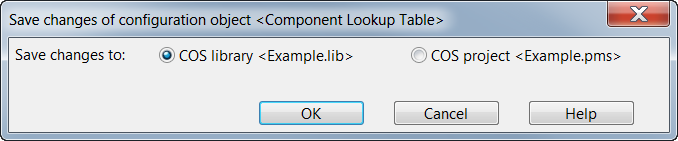 Save changes of configuration object <Component Lookup Table>
Save changes to: COS library <Example.lib> COS project <Example.pms>
OK Cancel Help